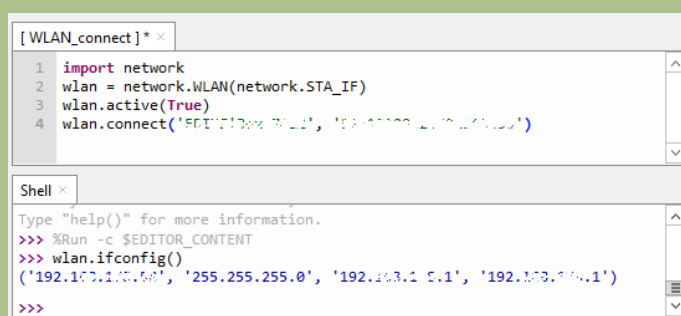 [ WLAN_connect ] * ×
1 import network
2 wlan = network.WLAN(network.STA_IF)
3 wlan.active(True)
4 wlan.connect('
Shell ×
Type "help()" for more information.
>>> %Run -c $EDITOR_CONTENT
>>> wlan.ifconfig()
'255.255.255.0',
>>>